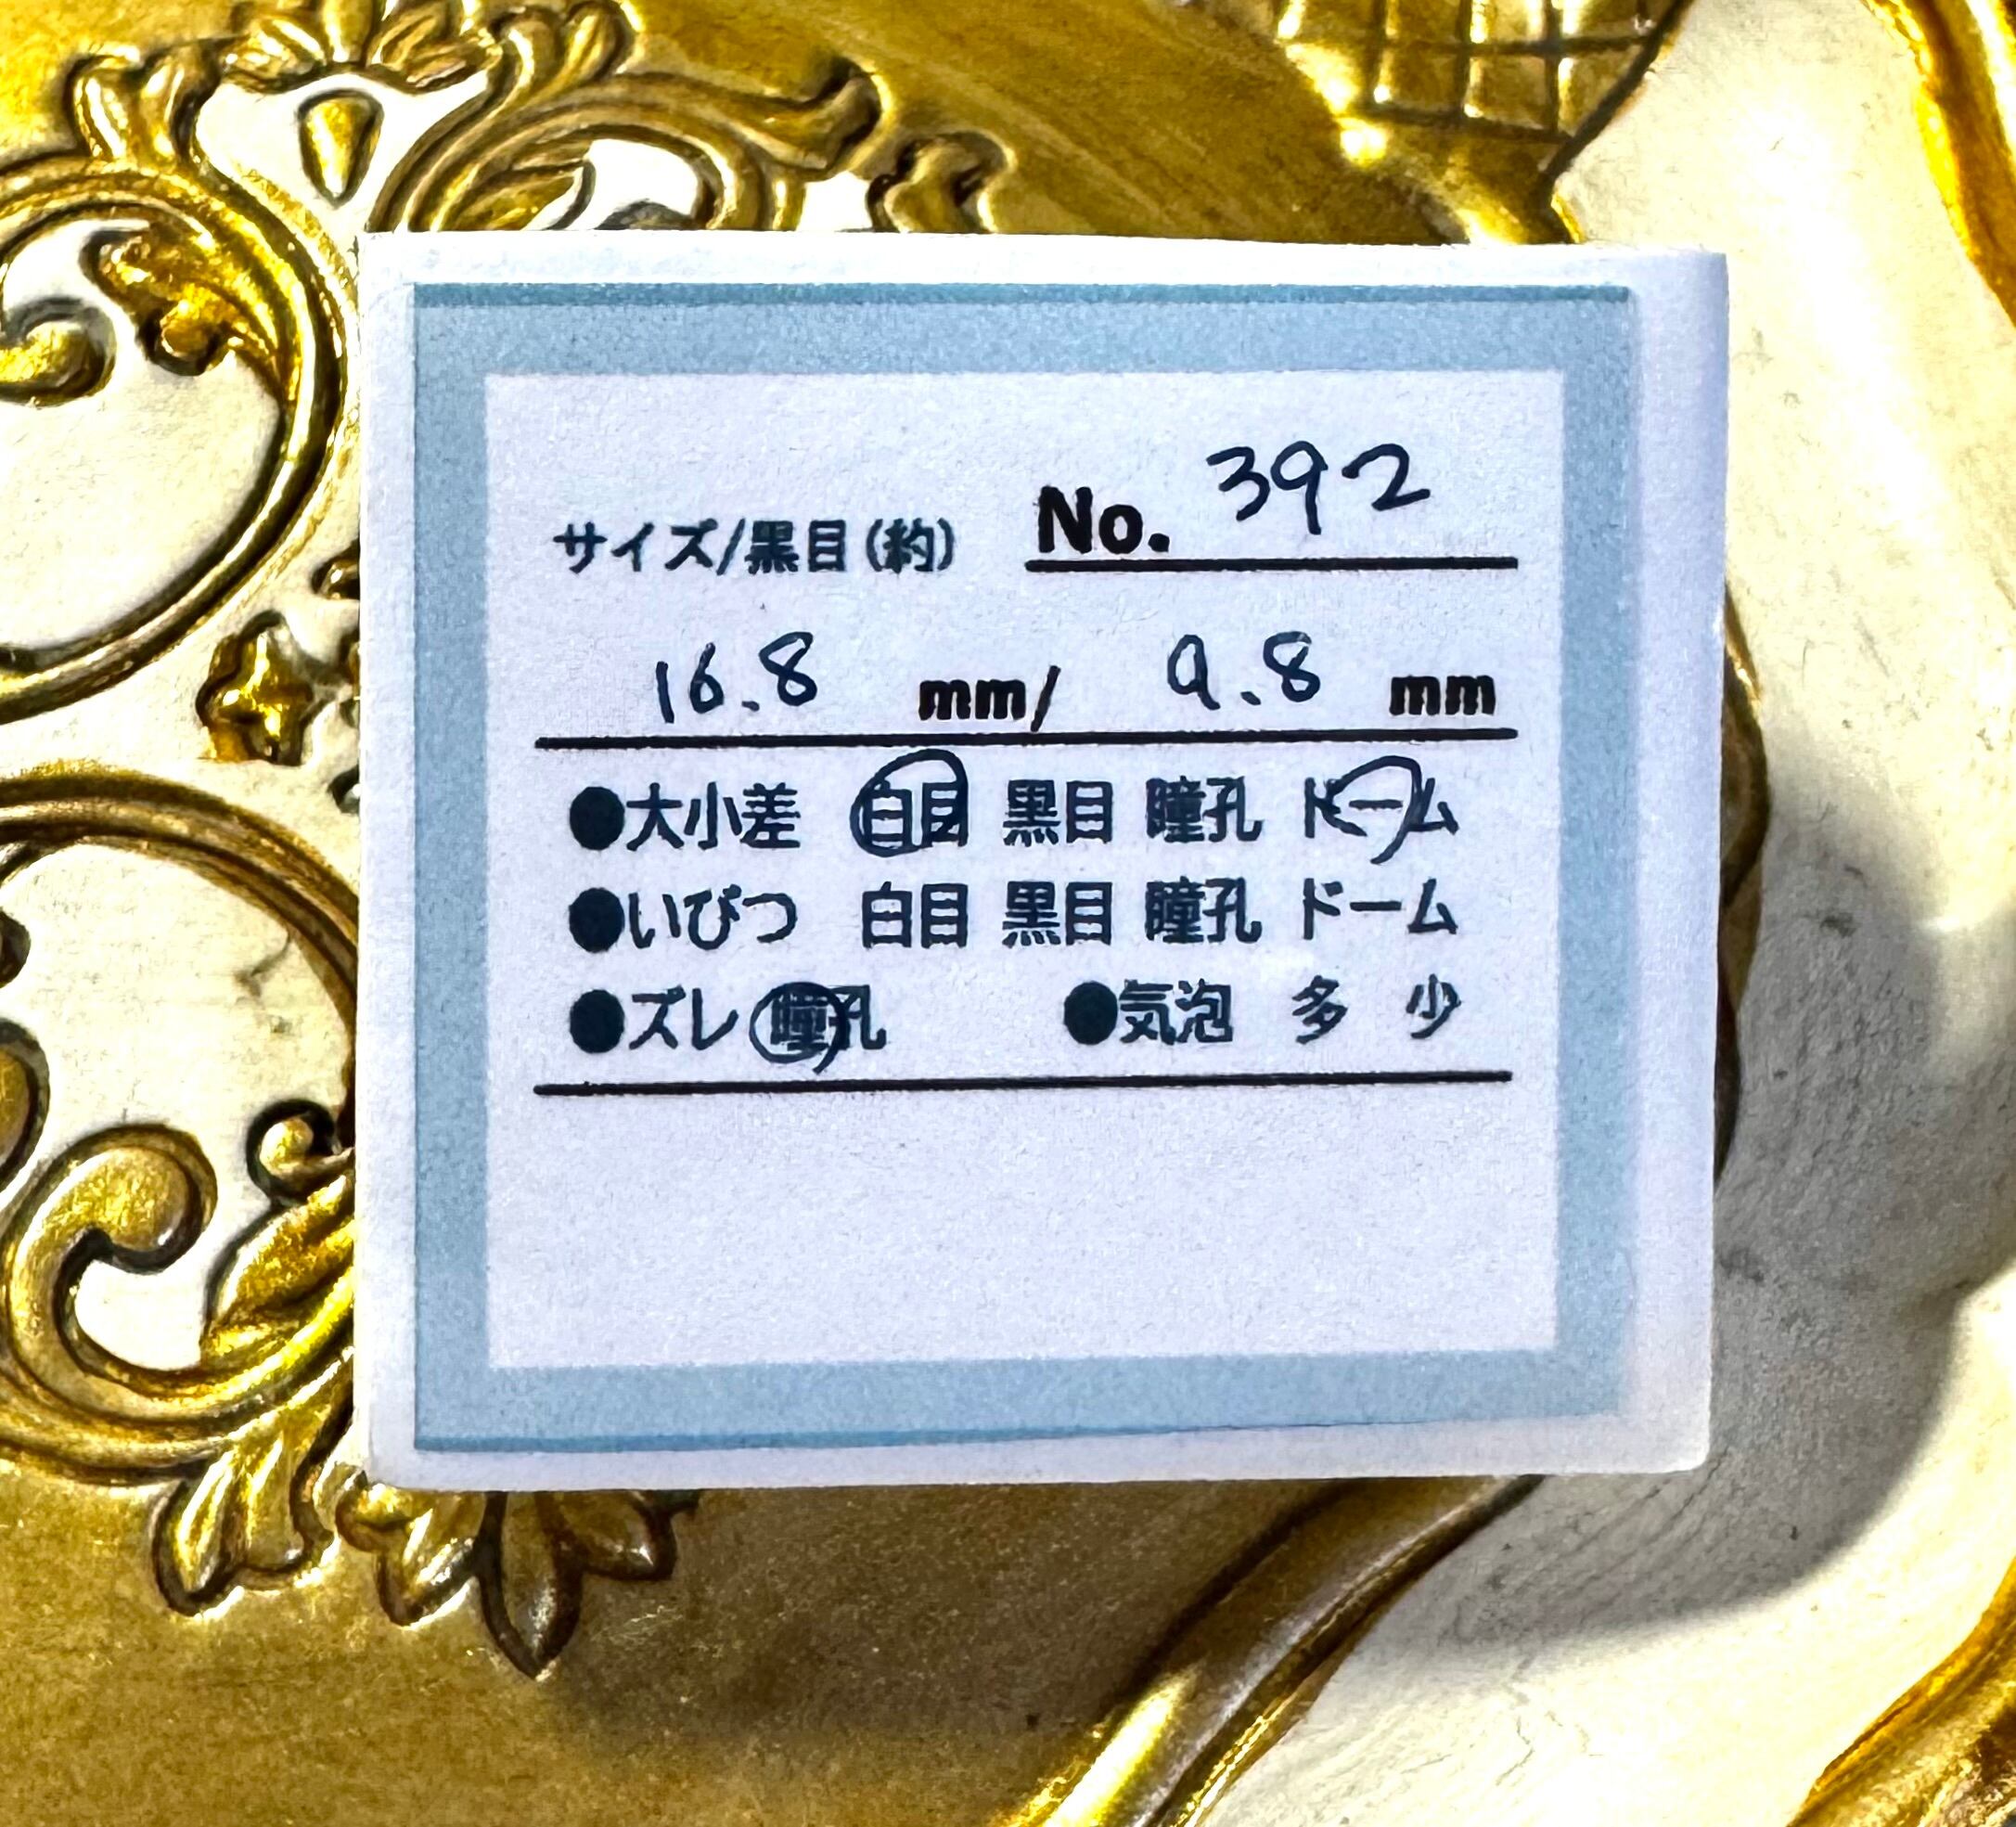 No. 392
サイズ/黒目(約)
16.8 mm/ 9.8 mm
●大小差 白目 黒目 瞳孔 ドーム
●いびつ 白目 黒目 瞳孔 ドーム
●ズレ 瞳孔 ●気泡 多 少